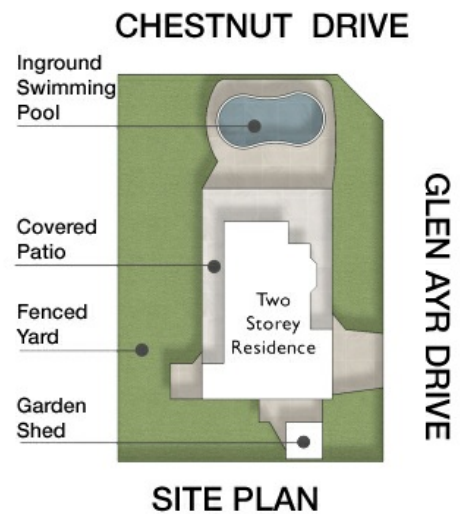 CHESTNUT DRIVE
Inground
Swimming
Pool
Covered
Patio
Fenced
Yard
Garden
Shed
Two
Storey
Residence
GLEN AYR DRIVE
SITE PLAN